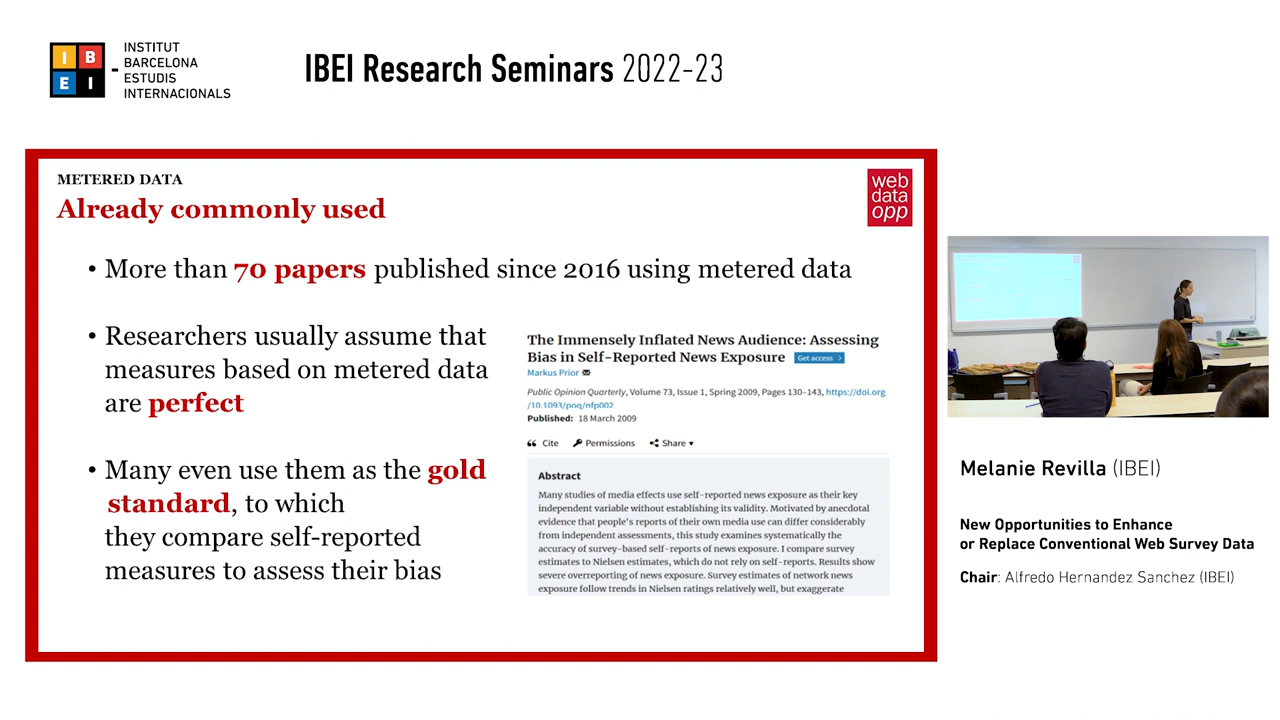 I B E I
INSTITUT
BARCELONA
ESTUDIS
INTERNACIONALS
IBEI Research Seminars 2022-23
METERED DATA
Already commonly used
web
data
opp
• More than 70 papers published since 2016 using metered data
• Researchers usually assume that
measures based on metered data
are perfect
• Many even use them as the gold
standard, to which
they compare self-reported
measures to assess their bias
The Immensely Inflated News Audience: Assessing
Bias in Self-Reported News Exposure Get access >
Markus Prior
Public Opinion Quarterly, Volume 73, Issue 1, Spring 2009, Pages 130–143, https://doi.org
/10.1093/poq/nfp002
Published: 18 March 2009
Cite Permissions Share
Abstract
Many studies of media effects use self-reported news exposure as their key
independent variable without establishing its validity. Motivated by anecdotal
evidence that people's reports of their own media use can differ considerably
from independent assessments, this study examines systematically the
accuracy of survey-based self-reports of news exposure. I compare survey
estimates to Nielsen estimates, which do not rely on self-reports. Results show
severe overreporting of news exposure. Survey estimates of network news
exposure follow trends in Nielsen ratings relatively well, but exaggerate
Melanie Revilla (IBEI)
New Opportunities to Enhance
or Replace Conventional Web Survey Data
Chair: Alfredo Hernandez Sanchez (IBEI)